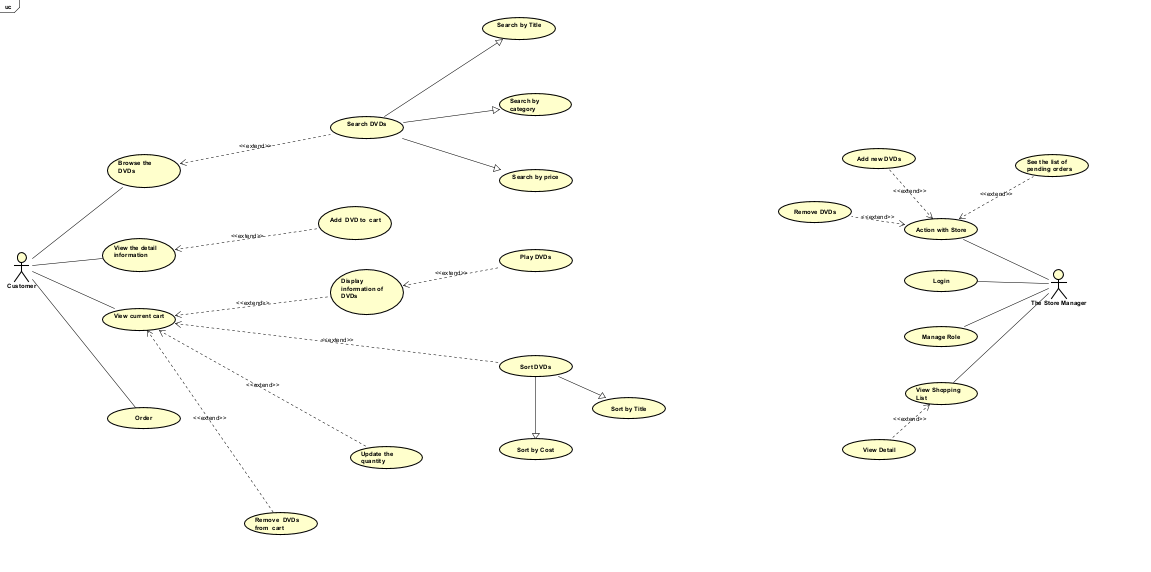 uc
Search by Title
Search by
category
Search DVDs
Search by price
<<extend>>
Browse the
DVDs
Add DVD to cart
<<extend>>
View the detail
information
Customer
Play DVDs
<<extend>>
Display
information of
DVDs
<<extend>>
View current cart
<<extend>>
Sort DVDs
<<extend>>
Sort by Title
Order
<<extend>>
Sort by Cost
Update the
quantity
Remove DVDs
from cart
Add new DVDs
See the list of
pending orders
<<extend>>
<<extend>>
Remove DVDs
<<extend>>
Action with Store
Login
The Store Manager
Manage Role
View Shopping
List
<<extend>>
View Detail